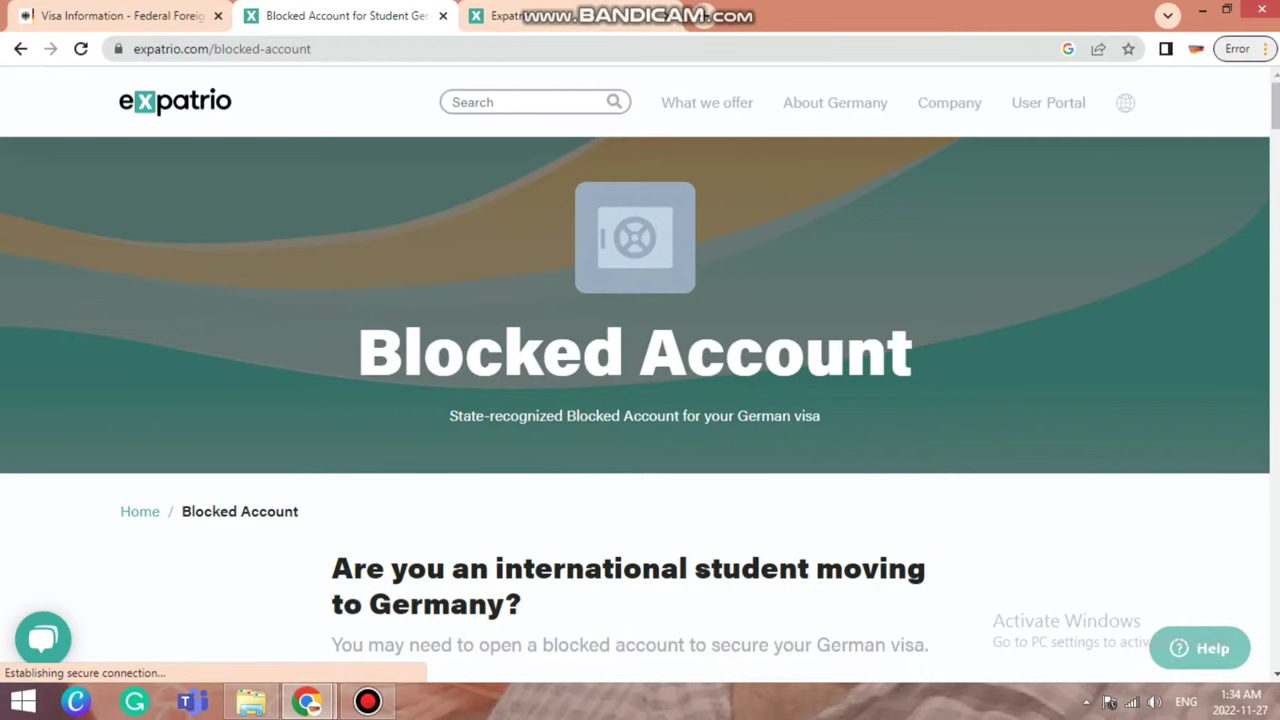 Visa Information - Federal Foreig
Blocked Account for Student Ger
Expat
www.BANDICAM.com
expatrio.com/blocked-account
Error
expatrio
Search
What we offer
About Germany
Company
User Portal
Blocked Account
State-recognized Blocked Account for your German visa
Home / Blocked Account
Are you an international student moving
to Germany?
You may need to open a blocked account to secure your German visa.
Activate Windows
Go to PC settings to activ
Help
Establishing secure connection...
ENG
1:34 AM
2022-11-27